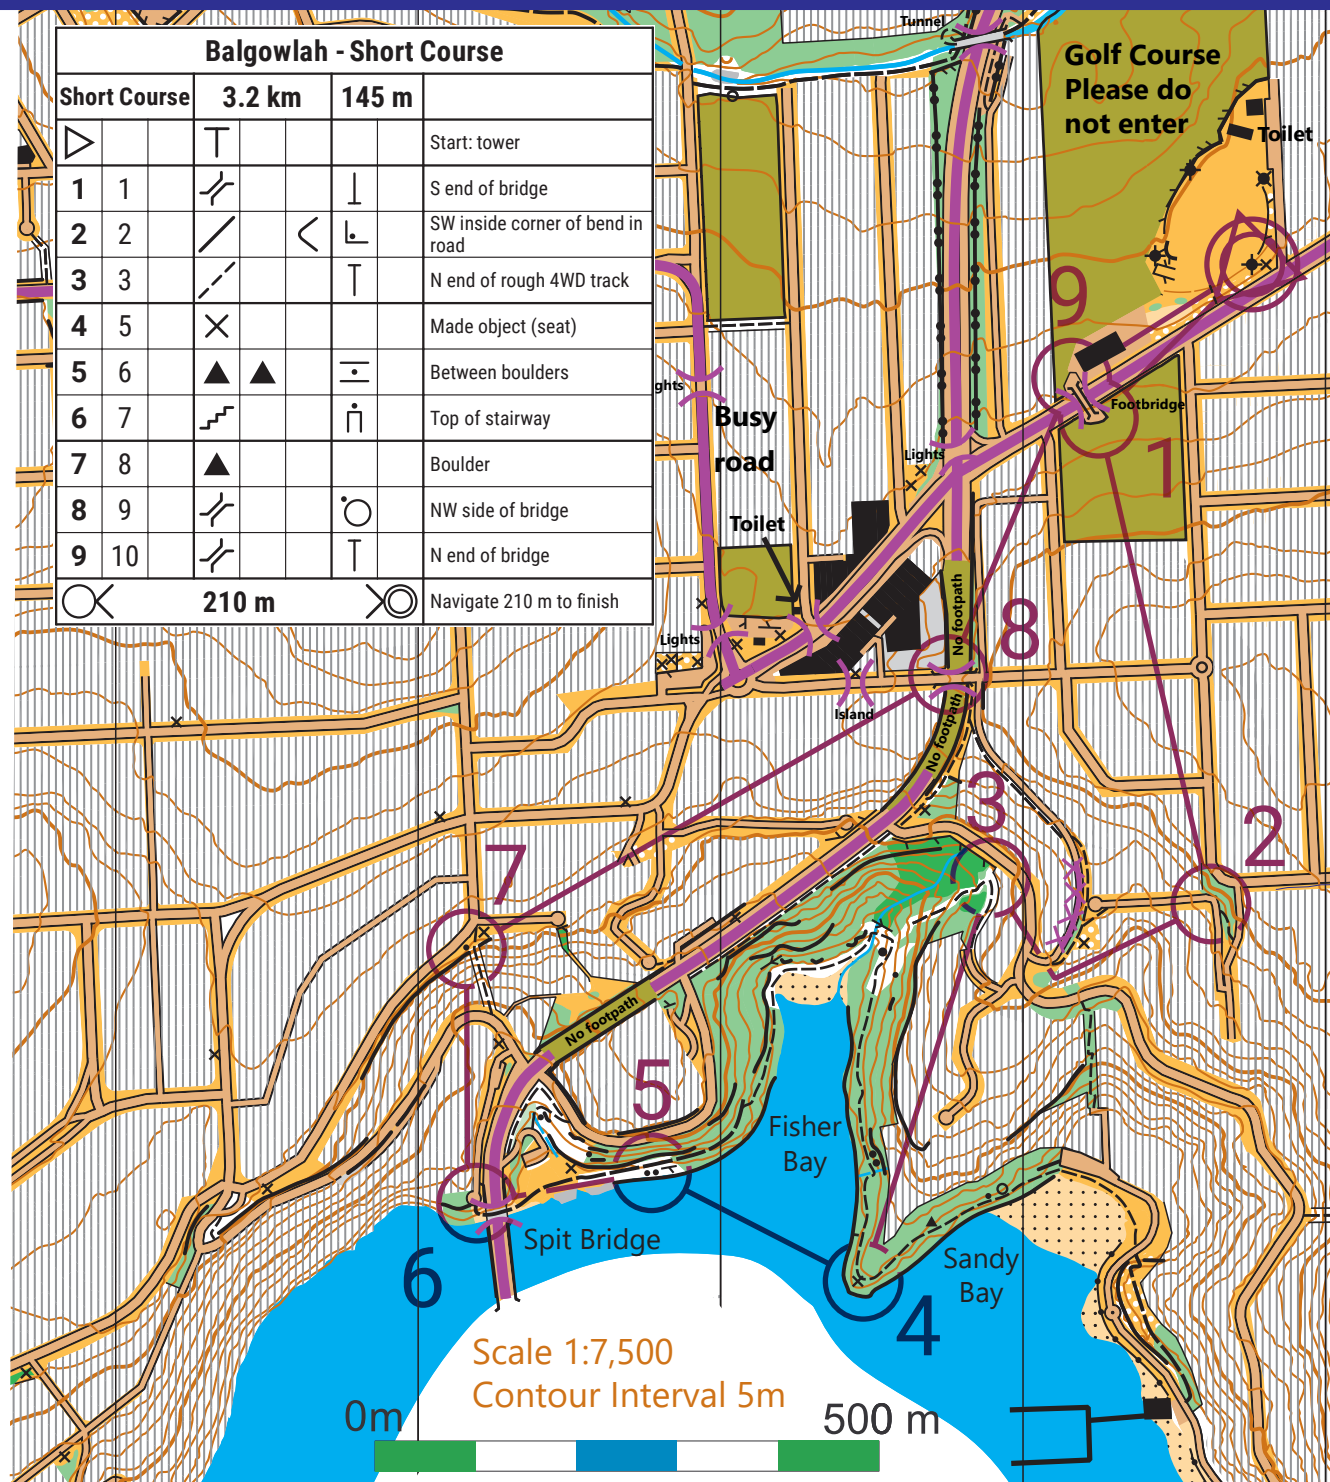 Balgowlah - Short Course
Short Course 3.2 km 145 m
Start: tower
1 1 S end of bridge
2 2 SW inside corner of bend in
road
3 3 N end of rough 4WD track
4 5 Made object (seat)
5 6 Between boulders
6 7 Top of stairway
7 8 Boulder
8 9 NW side of bridge
9 10 N end of bridge
210 m Navigate 210 m to finish
Tunnel
Golf Course
Please do
not enter
Toilet
9
ghts
Footbridge
Busy
road
Lights
1
Toilet
No footpath
8
Lights
Island
No footpath
3
2
7
No footpath
5
Fisher
Bay
Spit Bridge
6
Sandy
Bay
4
Scale 1:7,500
Contour Interval 5m
0m 500 m